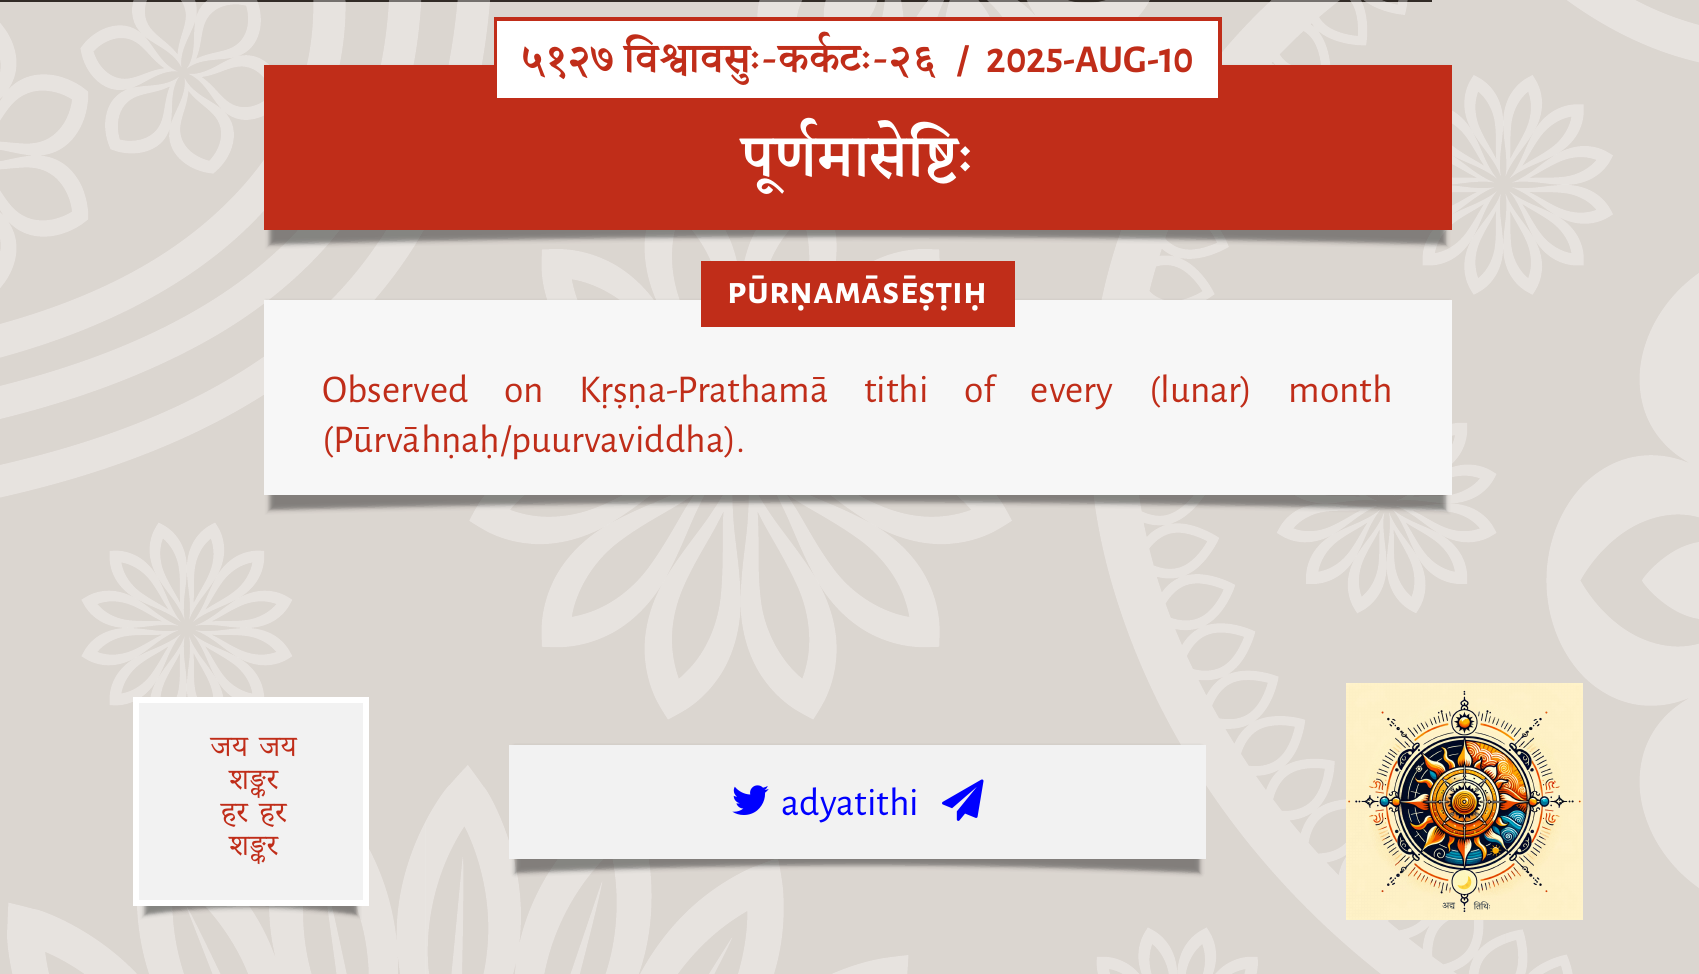 ५१२७ विश्वावसुः-कर्कटः-२६ / 2025-AUG-10
पूर्णमासेष्टिः
PŪRṆAMĀSĒṢṬIḤ
Observed on Kṛṣṇa-Prathamā tithi of every (lunar) month
(Pūrvāhṇaḥ/puurvaviddha).
जय जय
शङ्कर
हर हर
शङ्कर
adyatithi
अद्य तिथिः